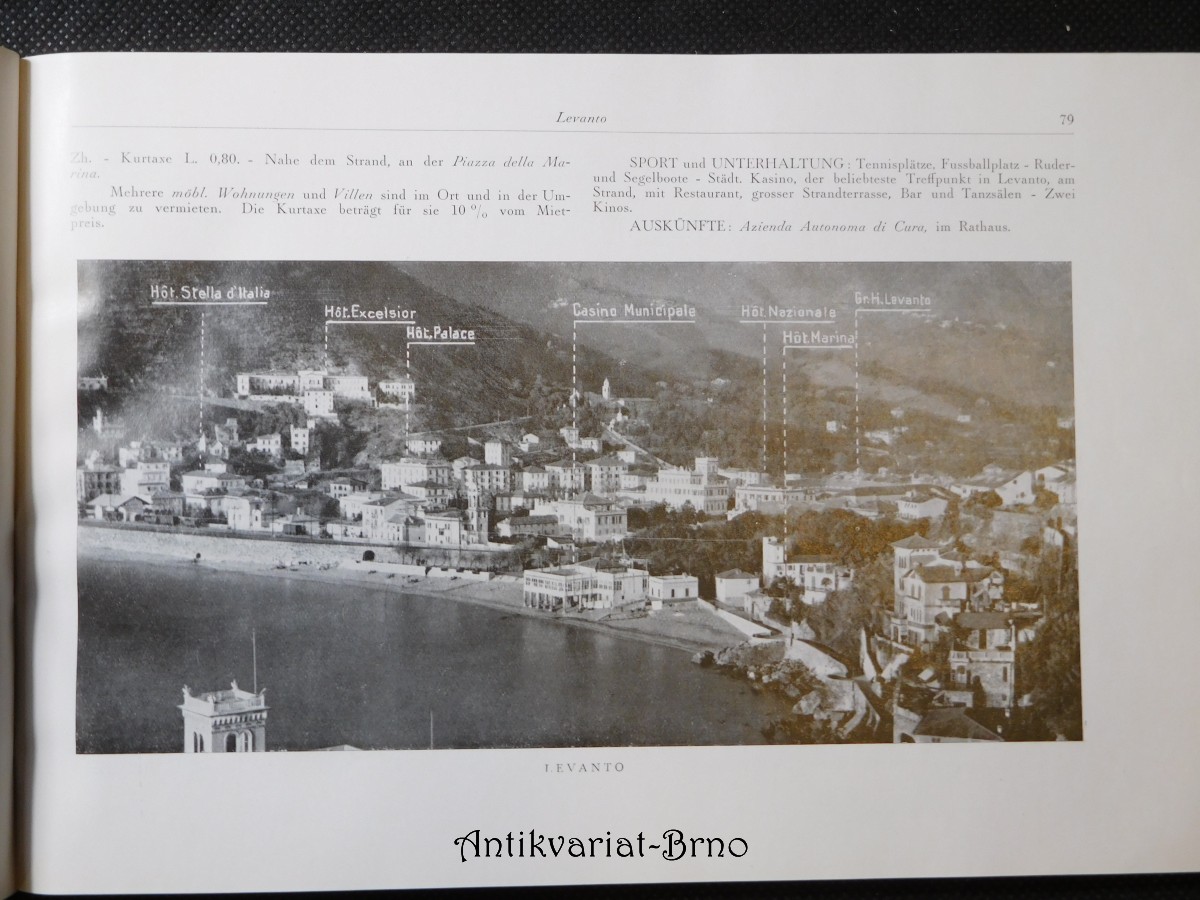 Levanto
79
Zh. - Kurtaxe L. 0,80. - Nahe dem Strand, an der Piazza della Ma-
rina.
Mehrere möbl. Wohnungen und Villen sind im Ort und in der Um-
gebung zu vermieten. Die Kurtaxe beträgt für sie 10 % vom Miet-
preis.
SPORT und UNTERHALTUNG: Tennisplätze, Fussballplatz - Ruder-
und Segelboote - Städt. Kasino, der beliebteste Treffpunkt in Levanto, am
Strand, mit Restaurant, grosser Strandterrasse, Bar und Tanzsälen - Zwei
Kinos.
AUSKÜNFTE: Azienda Autonoma di Cura, im Rathaus.
Hôt. Stella d'Italia
Hôt. Excelsior
Hôt. Palace
Casino Municipale
Hôt. Nazionale
Hôt. Marina
Gr. H. Levanto
LEVANTO
Antikvariat-Brno